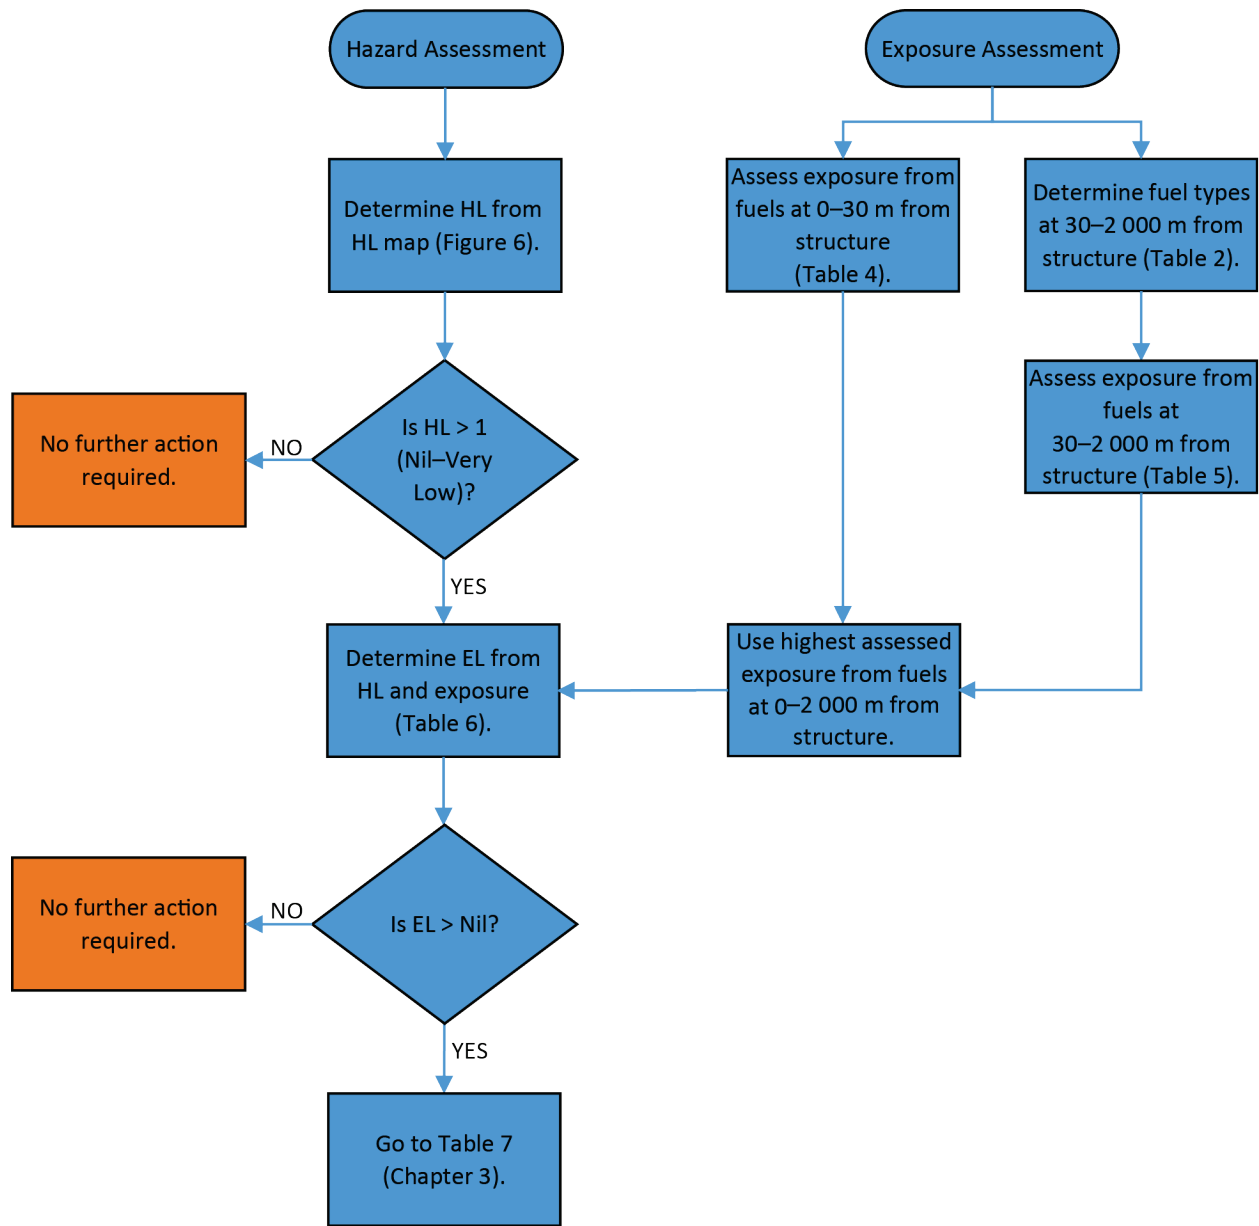 Hazard Assessment
Exposure Assessment
Determine HL from
HL map (Figure 6).
Assess exposure from
fuels at 0–30 m from
structure
(Table 4).
Determine fuel types
at 30–2 000 m from
structure (Table 2).
Is HL > 1
(Nil–Very
Low)?
NO
No further action
required.
Assess exposure from
fuels at
30–2 000 m from
structure (Table 5).
YES
Determine EL from
HL and exposure
(Table 6).
Use highest assessed
exposure from fuels
at 0–2 000 m from
structure.
Is EL > Nil?
NO
No further action
required.
YES
Go to Table 7
(Chapter 3).